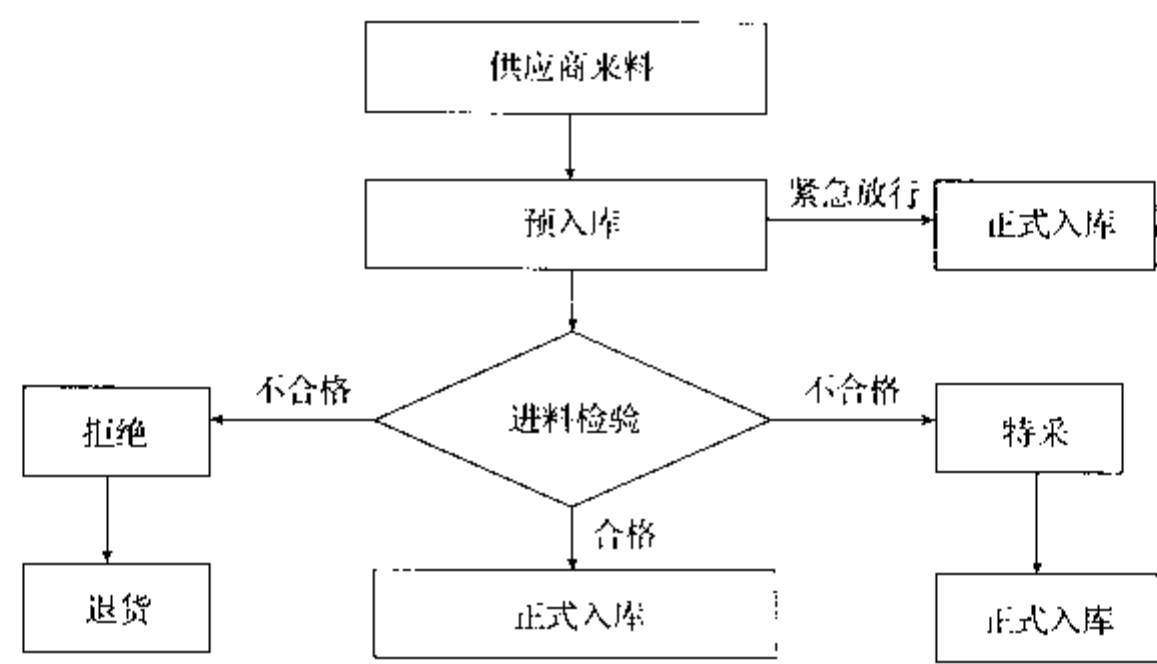 供应商来料
紧急放行
预入库
正式入库
不合格
不合格
拒绝
进料检验
特采
合格
退货
正式入库
正式入库